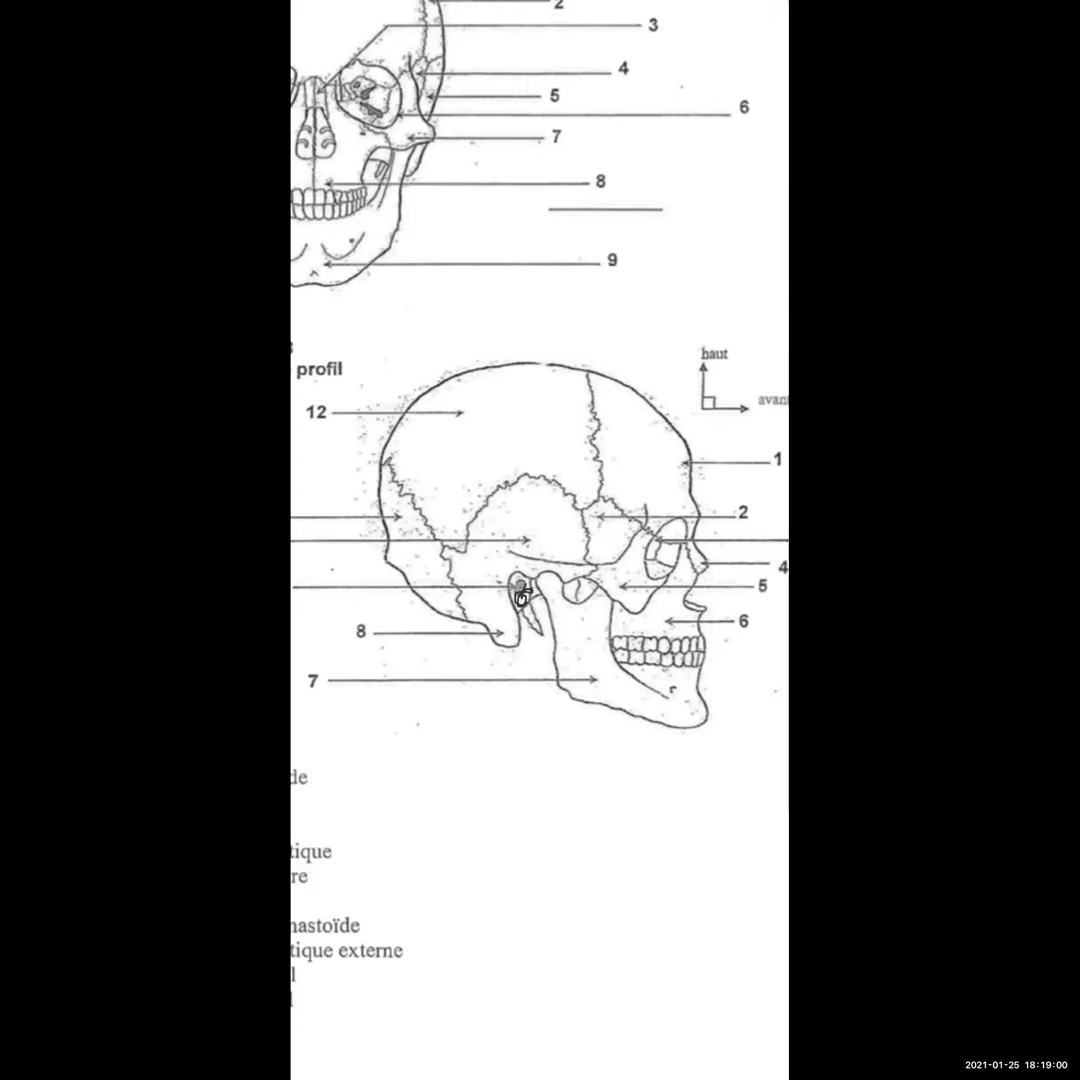 2
3
4
5
6
7
8
9
profil
haut
avan
12
1
2
4
5
8
6
7
de
tique
re
nastoïde
tique externe
l
2021-01-25 18:19:00